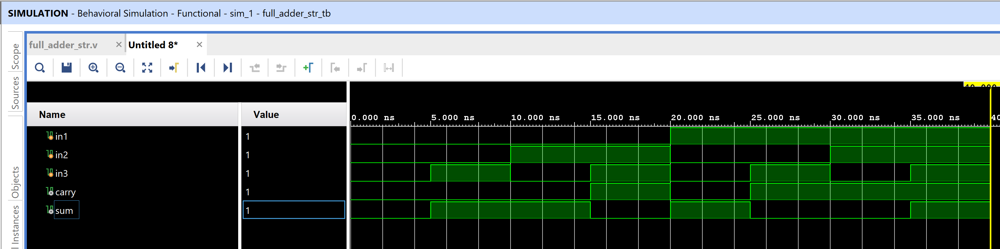 SIMULATION - Behavioral Simulation - Functional - sim_1 - full_adder_str_tb
Scope
Sources
Objects
Instances
full_adder_str.v
Untitled 8*
Name
Value
0.000 ns 5.000 ns 10.000 ns 15.000 ns 20.000 ns 25.000 ns 30.000 ns 35.000 ns 40
in1 1
in2 1
in3 1
carry 1
sum 1